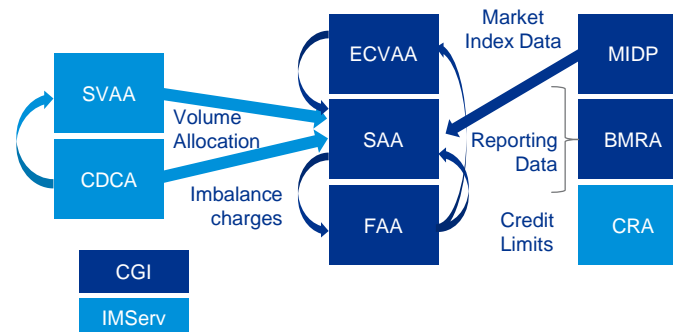 Market
Index Data
ECVAA
MIDP
SVAA
Volume
Allocation
SAA
Reporting
Data
BMRA
CDCA
Imbalance
charges
FAA
Credit
Limits
CRA
CGI
IMServ